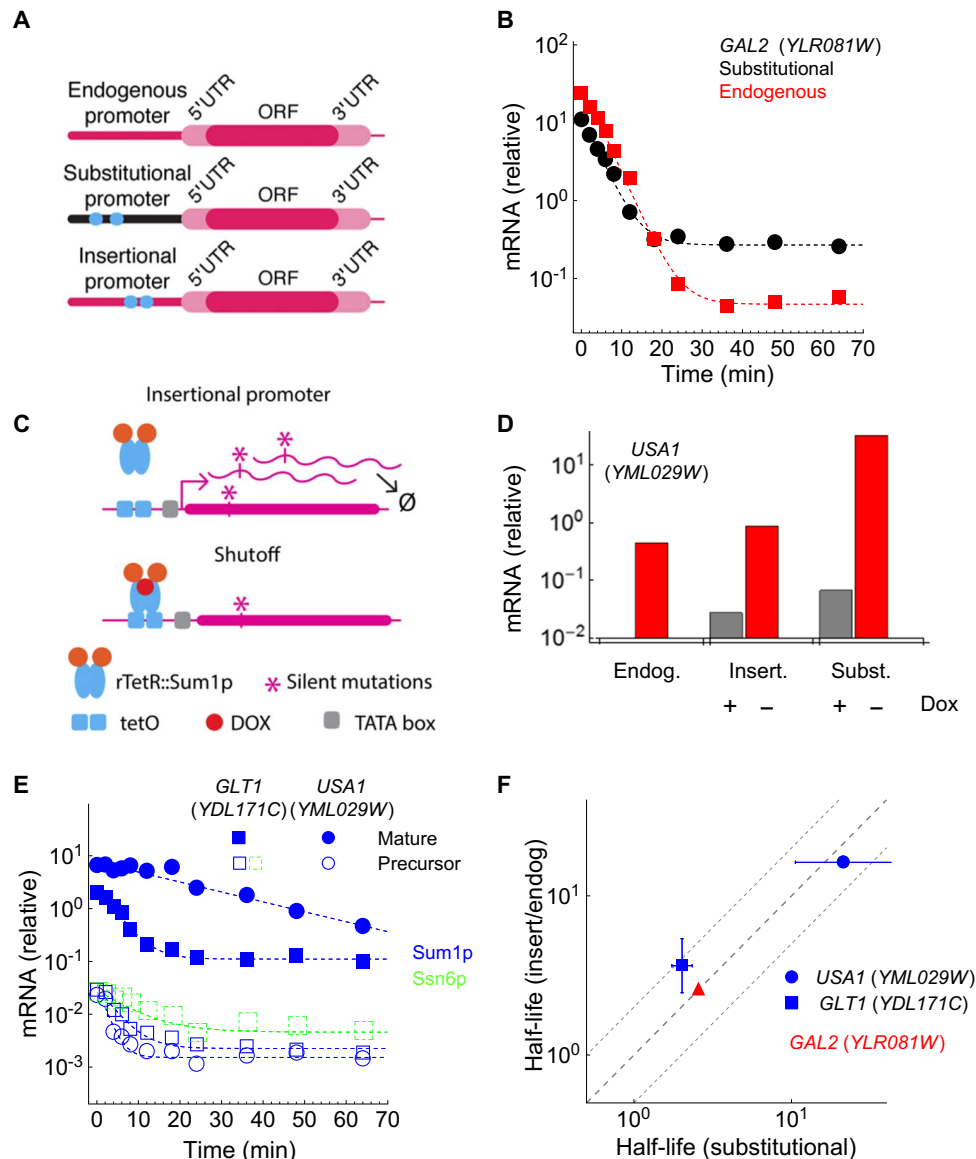 A
Endogenous
promoter
5'UTR
ORF
3'UTR
Substitutional
promoter
5'UTR
ORF
3'UTR
Insertional
promoter
5'UTR
ORF
3'UTR
B
GAL2 (YLR081W)
Substitutional
Endogenous
mRNA (relative)
10^2
10^1
10^0
10^-1
0 10 20 30 40 50 60 70
Time (min)
C
Insertional promoter
Ø
Shutoff
rTetR::Sum1p
Silent mutations
tetO
DOX
TATA box
D
USA1
(YML029W)
mRNA (relative)
10^1
10^0
10^-1
10^-2
Endog. Insert. Subst.
+ − + − Dox
E
GLT1 USA1
(YDL171C) (YML029W)
Mature
Precursor
Sum1p
Ssn6p
mRNA (relative)
10^1
10^0
10^-1
10^-2
10^-3
0 10 20 30 40 50 60 70
Time (min)
F
Half-life (insert/endog)
10^1
10^0
USA1 (YML029W)
GLT1 (YDL171C)
GAL2 (YLR081W)
10^0 10^1
Half-life (substitutional)